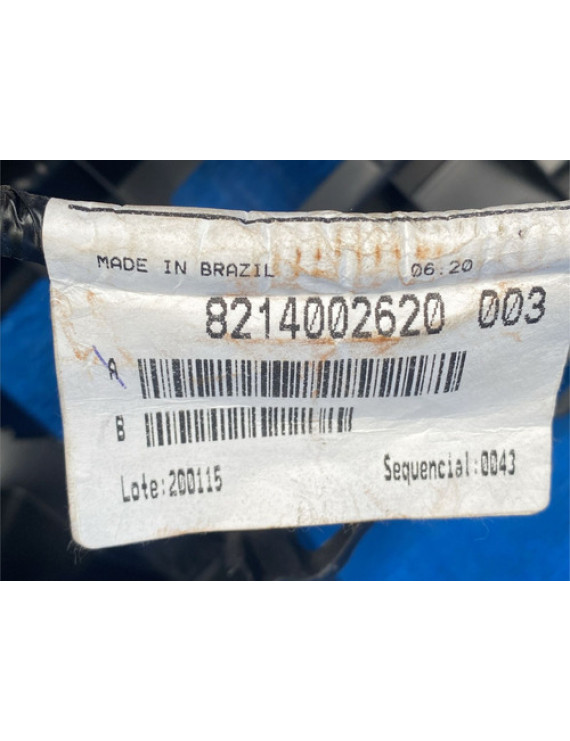 MADE IN BRAZIL 06.20
8214002620 003
A
B
Lote:200115 Sequencial:0043